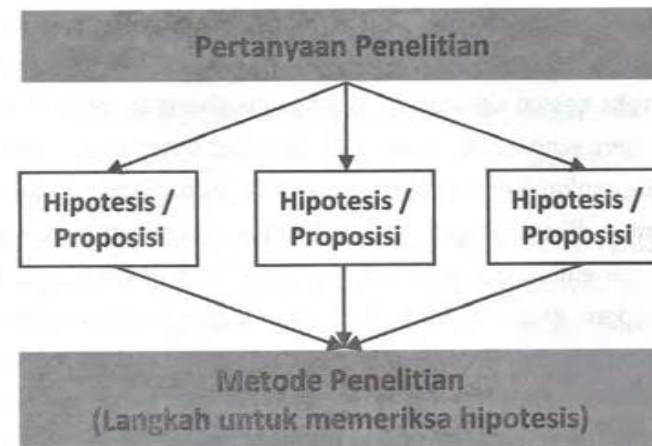 Pertanyaan Penelitian
Hipotesis /
Proposisi
Hipotesis /
Proposisi
Hipotesis /
Proposisi
Metode Penelitian
(Langkah untuk memeriksa hipotesis)